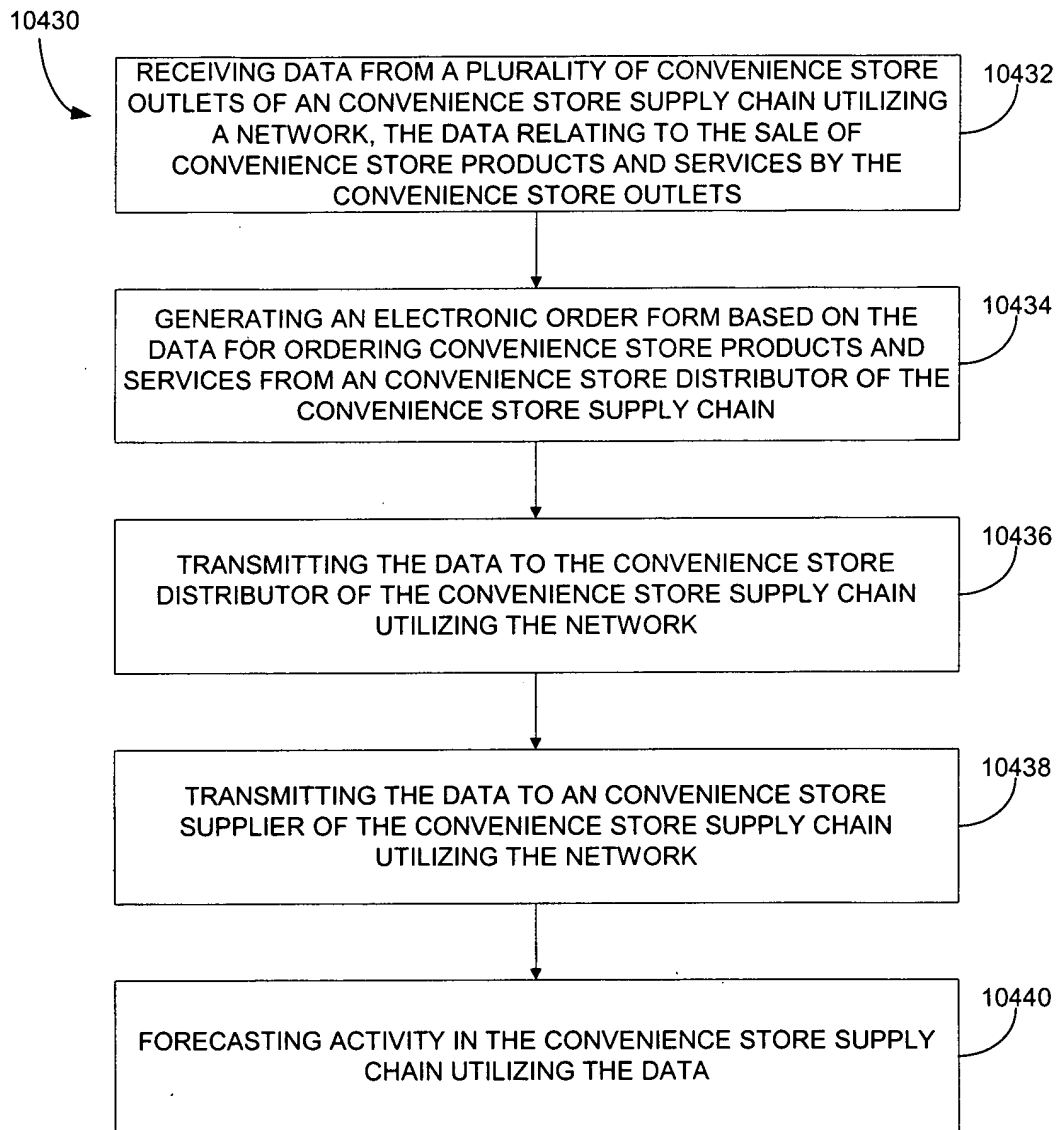 10430
RECEIVING DATA FROM A PLURALITY OF CONVENIENCE STORE
OUTLETS OF AN CONVENIENCE STORE SUPPLY CHAIN UTILIZING
A NETWORK, THE DATA RELATING TO THE SALE OF
CONVENIENCE STORE PRODUCTS AND SERVICES BY THE
CONVENIENCE STORE OUTLETS
10432
GENERATING AN ELECTRONIC ORDER FORM BASED ON THE
DATA FOR ORDERING CONVENIENCE STORE PRODUCTS AND
SERVICES FROM AN CONVENIENCE STORE DISTRIBUTOR OF THE
CONVENIENCE STORE SUPPLY CHAIN
10434
TRANSMITTING THE DATA TO THE CONVENIENCE STORE
DISTRIBUTOR OF THE CONVENIENCE STORE SUPPLY CHAIN
UTILIZING THE NETWORK
10436
TRANSMITTING THE DATA TO AN CONVENIENCE STORE
SUPPLIER OF THE CONVENIENCE STORE SUPPLY CHAIN
UTILIZING THE NETWORK
10438
FORECASTING ACTIVITY IN THE CONVENIENCE STORE SUPPLY
CHAIN UTILIZING THE DATA
10440